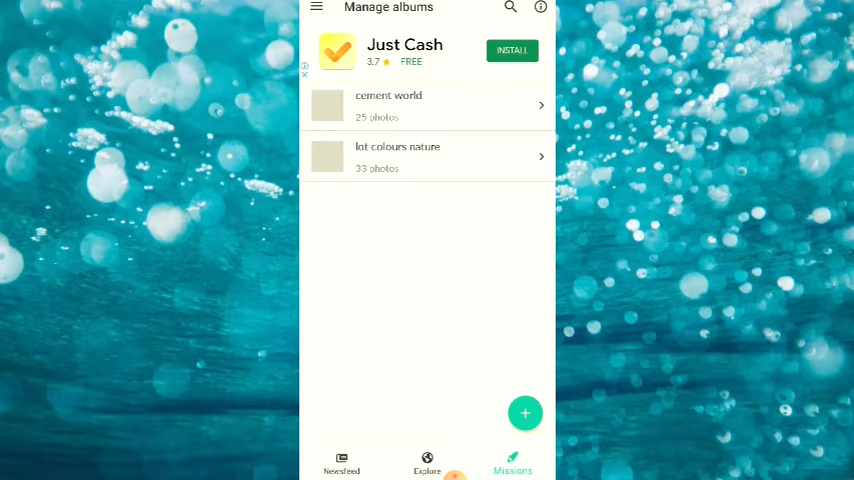 Manage albums
Just Cash
3.7 ★ FREE
INSTALL
cement world
25 photos
lot colours nature
33 photos
Newsfeed
Explore
Missions